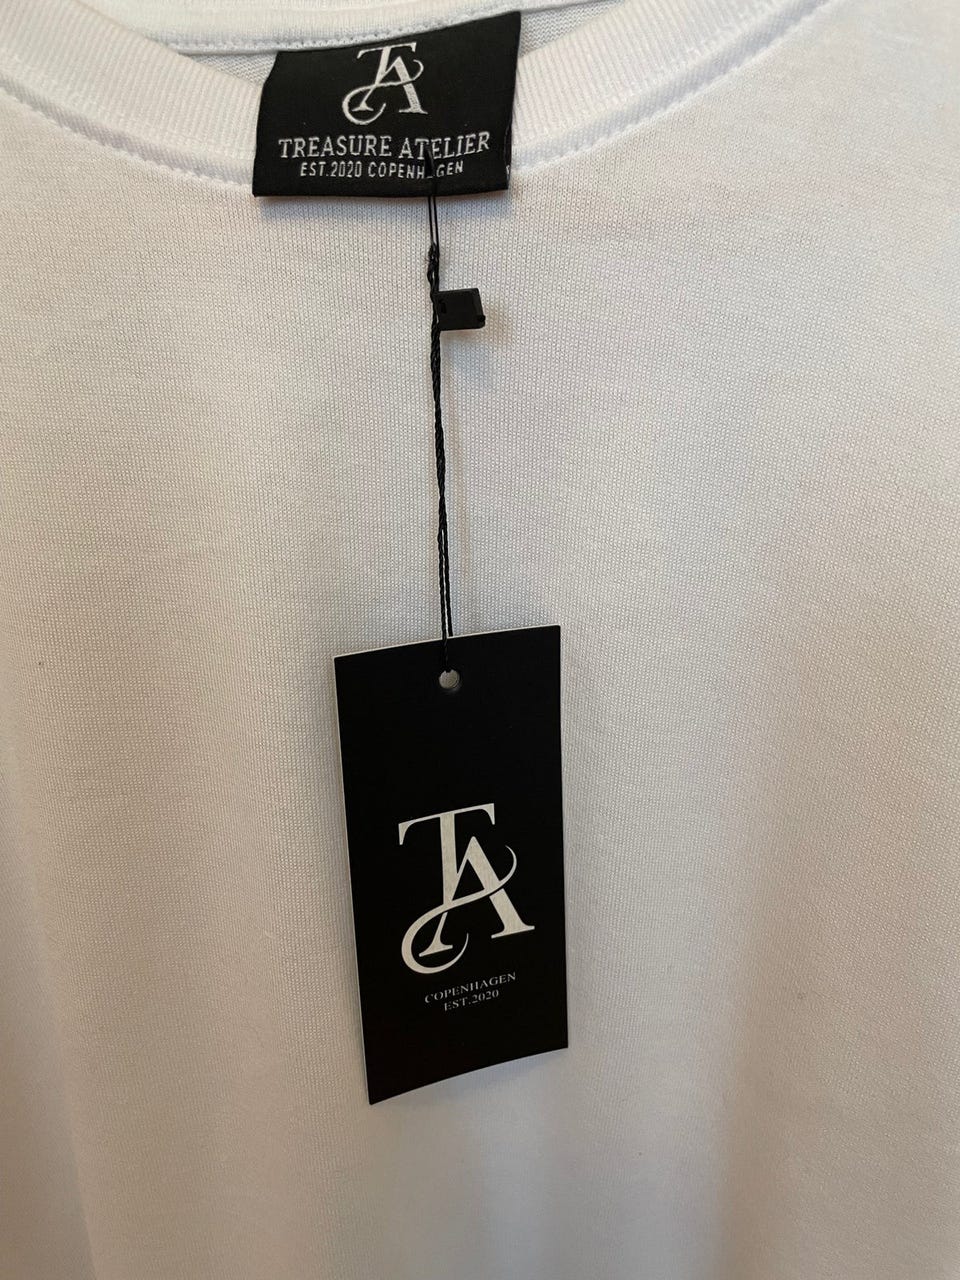 TA
TREASURE ATELIER
EST.2020 COPENHAGEN
TA
COPENHAGEN
EST.2020